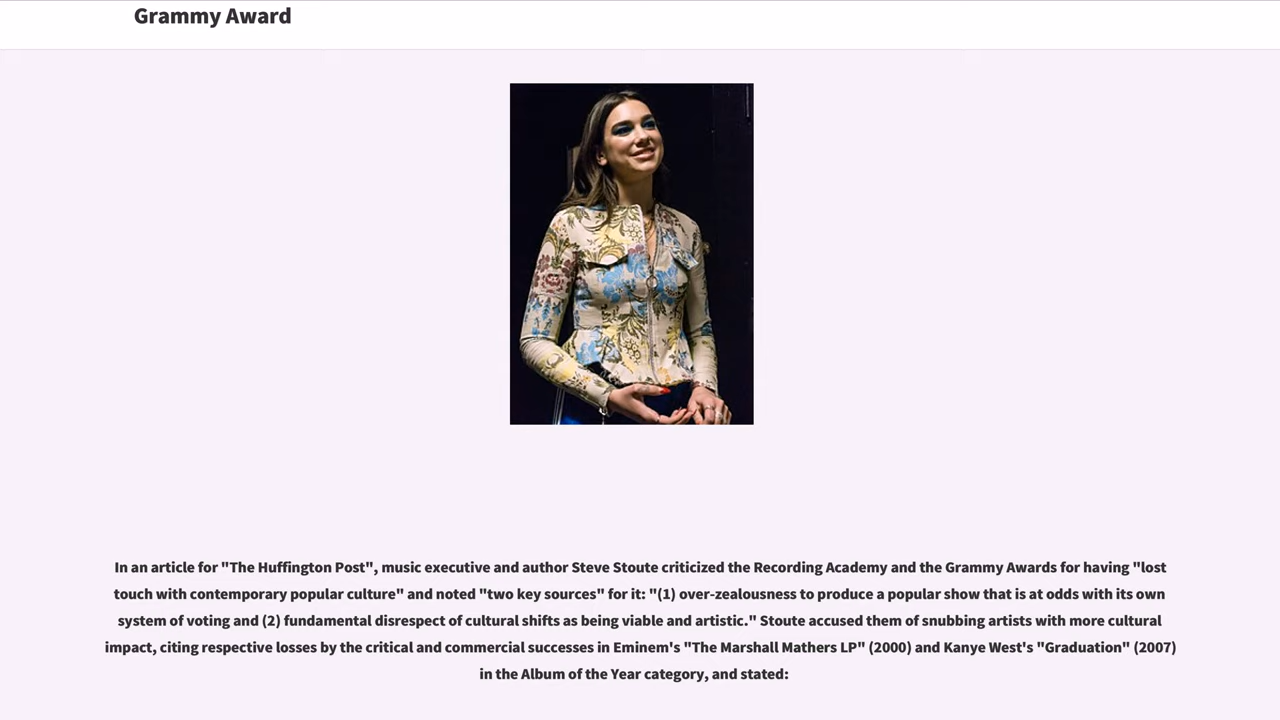 Grammy Award
In an article for "The Huffington Post", music executive and author Steve Stoute criticized the Recording Academy and the Grammy Awards for having "lost
touch with contemporary popular culture" and noted "two key sources" for it: "(1) over-zealousness to produce a popular show that is at odds with its own
system of voting and (2) fundamental disrespect of cultural shifts as being viable and artistic." Stoute accused them of snubbing artists with more cultural
impact, citing respective losses by the critical and commercial successes in Eminem's "The Marshall Mathers LP" (2000) and Kanye West's "Graduation" (2007)
in the Album of the Year category, and stated: